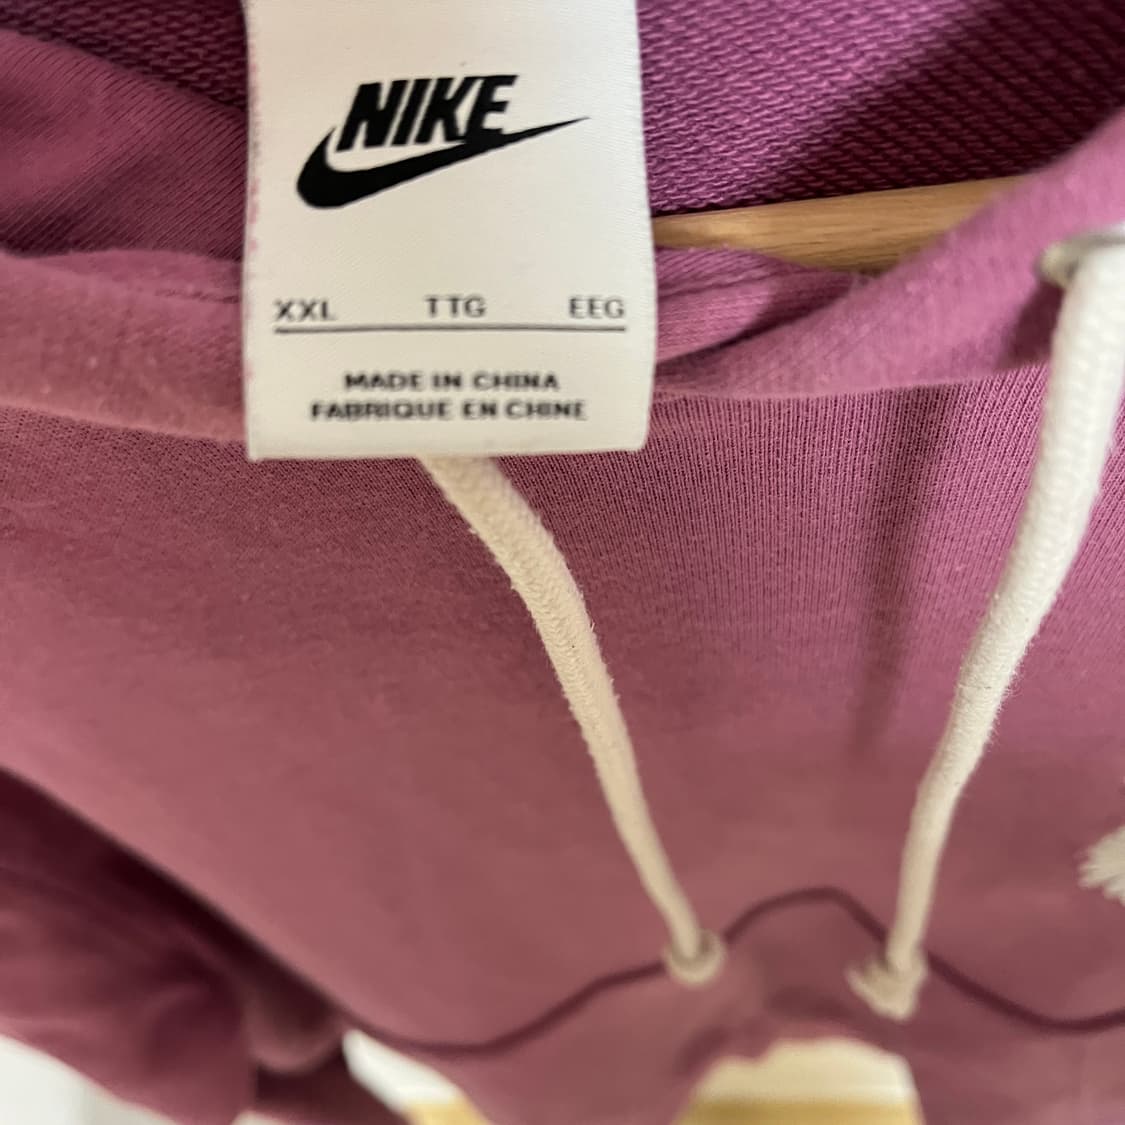 NIKE
XXL TTG EEG
MADE IN CHINA
FABRIQUE EN CHINE